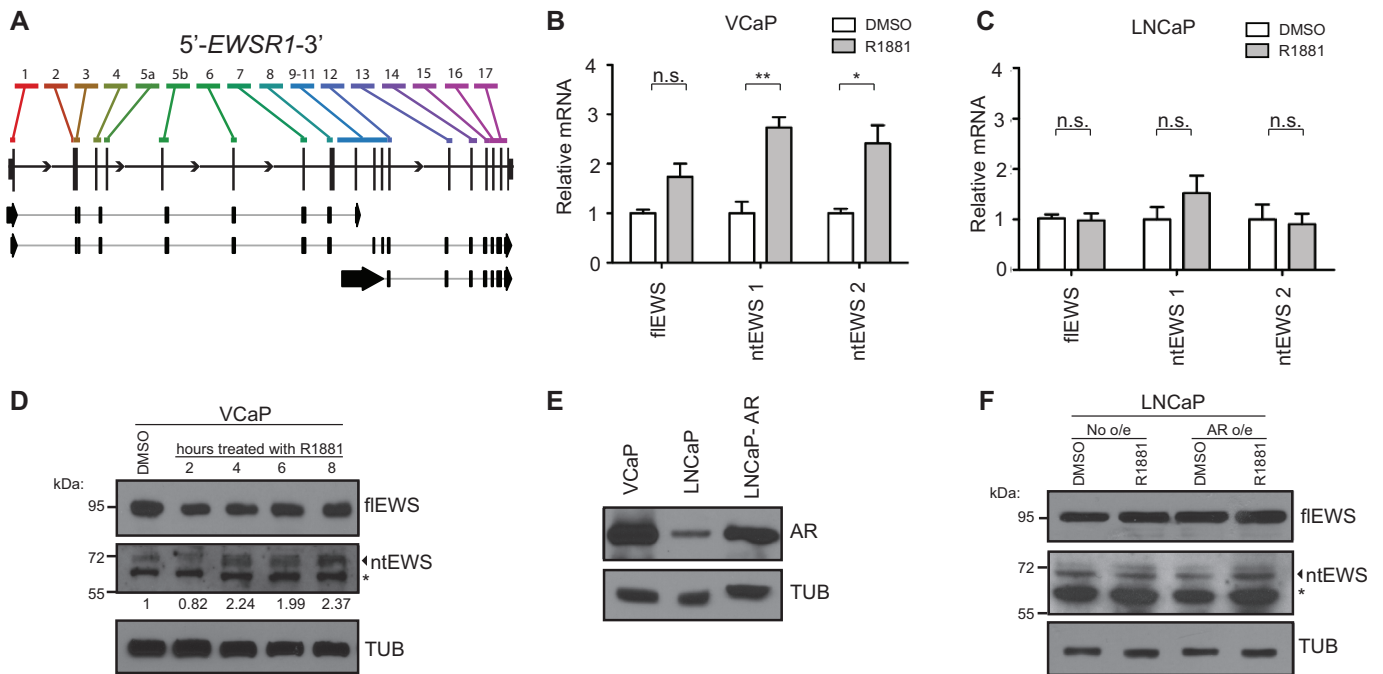 A
5'-EWSR1-3'
1 2 3 4 5a 5b 6 7 8 9-11 12 13 14 15 16 17
B
VCaP
DMSO
R1881
Relative mRNA
4
3
2
1
0
n.s.
**
*
flEWS
ntEWS 1
ntEWS 2
C
LNCaP
DMSO
R1881
Relative mRNA
4
3
2
1
0
n.s.
n.s.
n.s.
flEWS
ntEWS 1
ntEWS 2
D
VCaP
DMSO
hours treated with R1881
2 4 6 8
kDa:
95
flEWS
72
ntEWS
*
55
1 0.82 2.24 1.99 2.37
TUB
E
VCaP
LNCaP
LNCaP- AR
AR
TUB
F
LNCaP
No o/e AR o/e
DMSO
R1881
DMSO
R1881
kDa:
95
flEWS
72
ntEWS
*
55
TUB